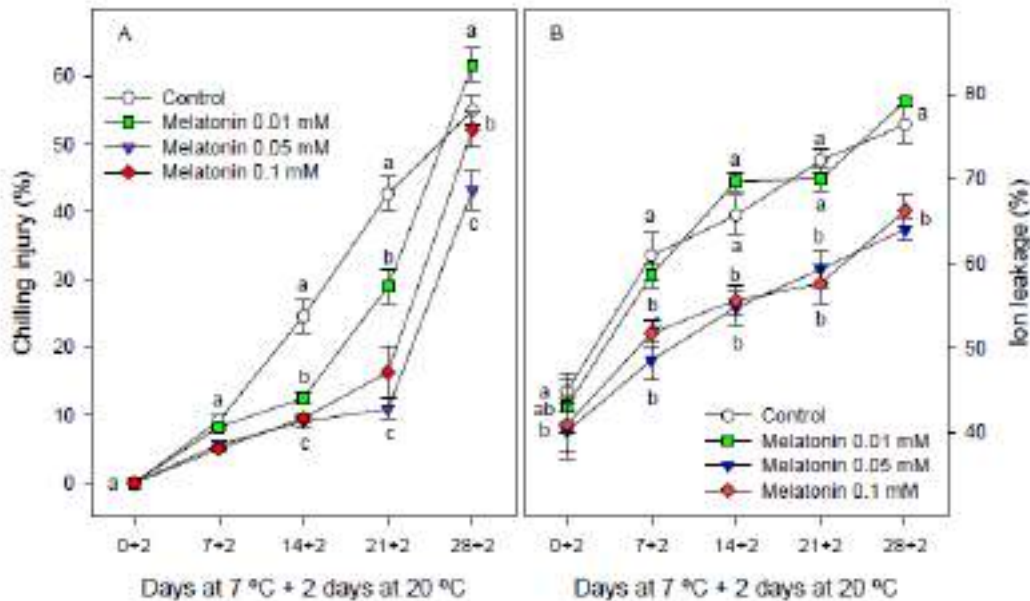 A
Chilling injury (%)
60
50
40
30
20
10
0
Control
Melatonin 0.01 mM
Melatonin 0.05 mM
Melatonin 0.1 mM
a
a
a
b
a
b
a
b
c
c
c
a
0+2
7+2
14+2
21+2
28+2
Days at 7 ºC + 2 days at 20 ºC
B
Ion leakage (%)
80
70
60
50
40
a
a
a
a
a
a
b
b
b
b
b
b
b
a
ab
b
Control
Melatonin 0.01 mM
Melatonin 0.05 mM
Melatonin 0.1 mM
0+2
7+2
14+2
21+2
28+2
Days at 7 ºC + 2 days at 20 ºC